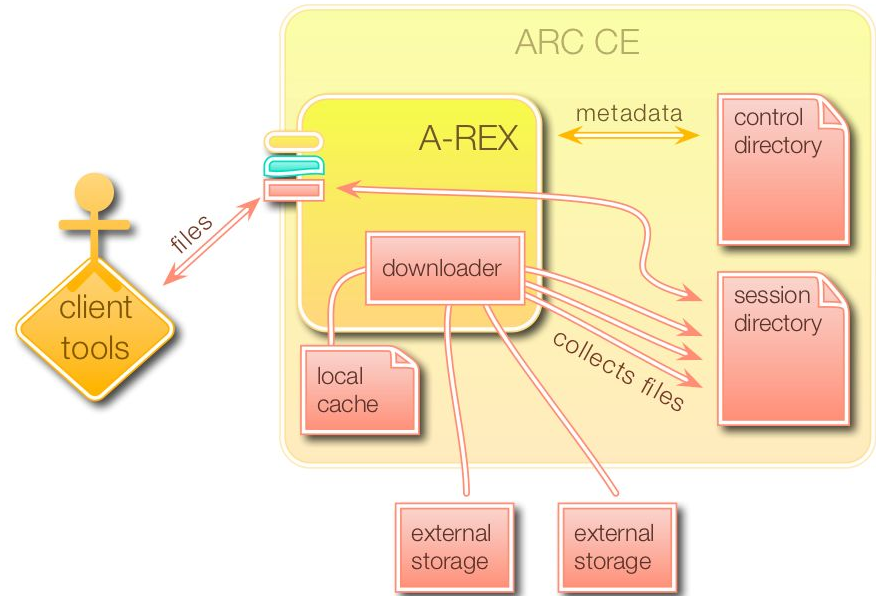 ARC CE
metadata
A-REX
control
directory
files
downloader
client
tools
session
directory
collects files
local
cache
external
storage
external
storage